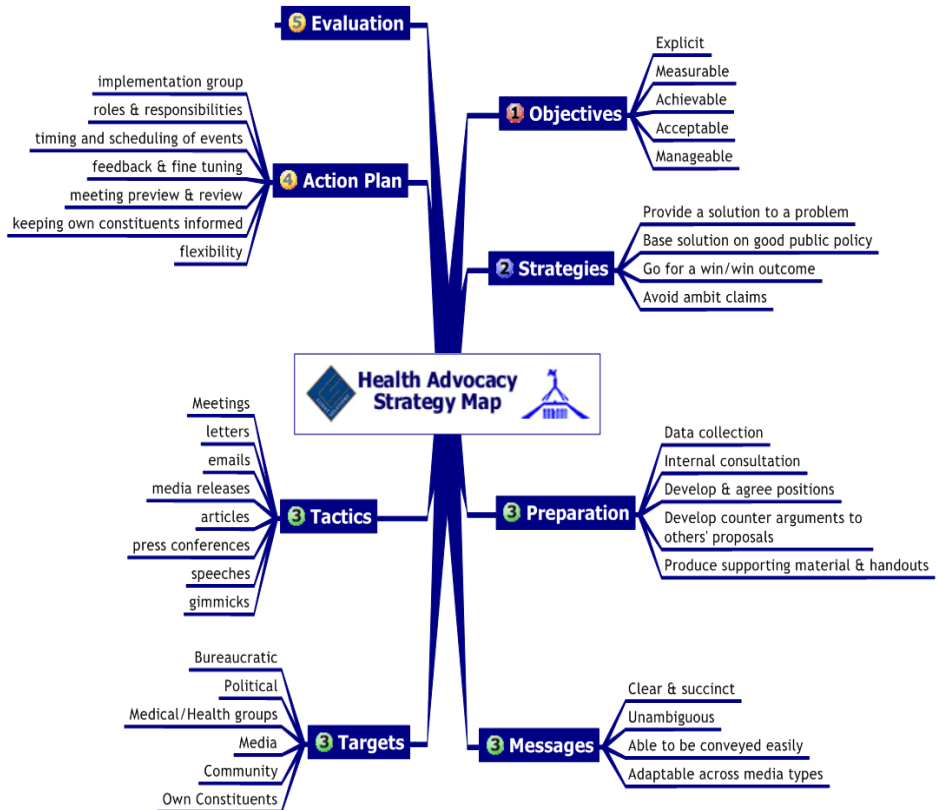 Health Advocacy
Strategy Map
1 Objectives
Explicit
Measurable
Achievable
Acceptable
Manageable
2 Strategies
Provide a solution to a problem
Base solution on good public policy
Go for a win/win outcome
Avoid ambit claims
3 Preparation
Data collection
Internal consultation
Develop & agree positions
Develop counter arguments to
others' proposals
Produce supporting material & handouts
3 Messages
Clear & succinct
Unambiguous
Able to be conveyed easily
Adaptable across media types
3 Targets
Bureaucratic
Political
Medical/Health groups
Media
Community
Own Constituents
3 Tactics
Meetings
letters
emails
media releases
articles
press conferences
speeches
gimmicks
4 Action Plan
implementation group
roles & responsibilities
timing and scheduling of events
feedback & fine tuning
meeting preview & review
keeping own constituents informed
flexibility
5 Evaluation